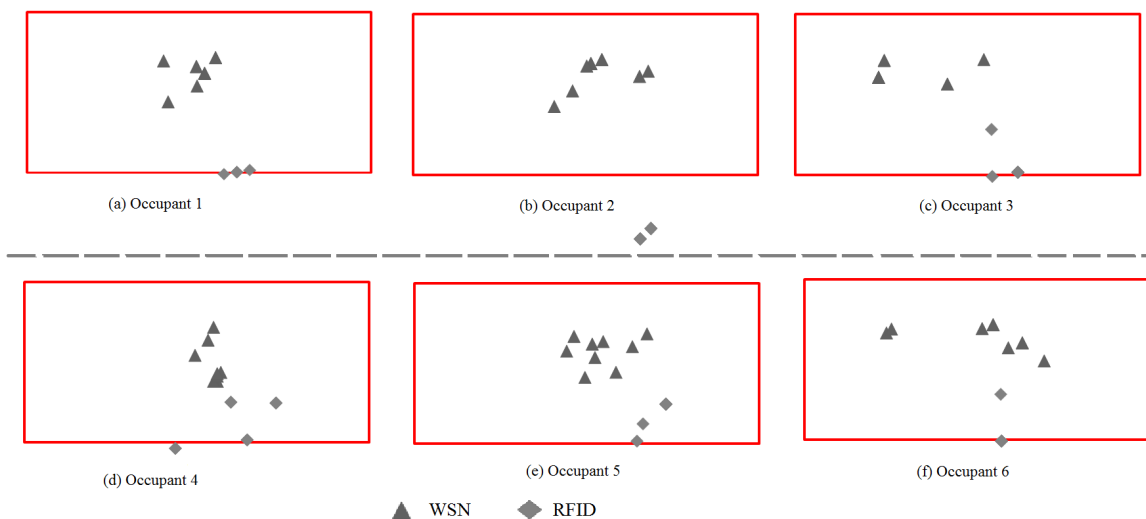 (a) Occupant 1
(b) Occupant 2
(c) Occupant 3
(d) Occupant 4
(e) Occupant 5
(f) Occupant 6
WSN
RFID